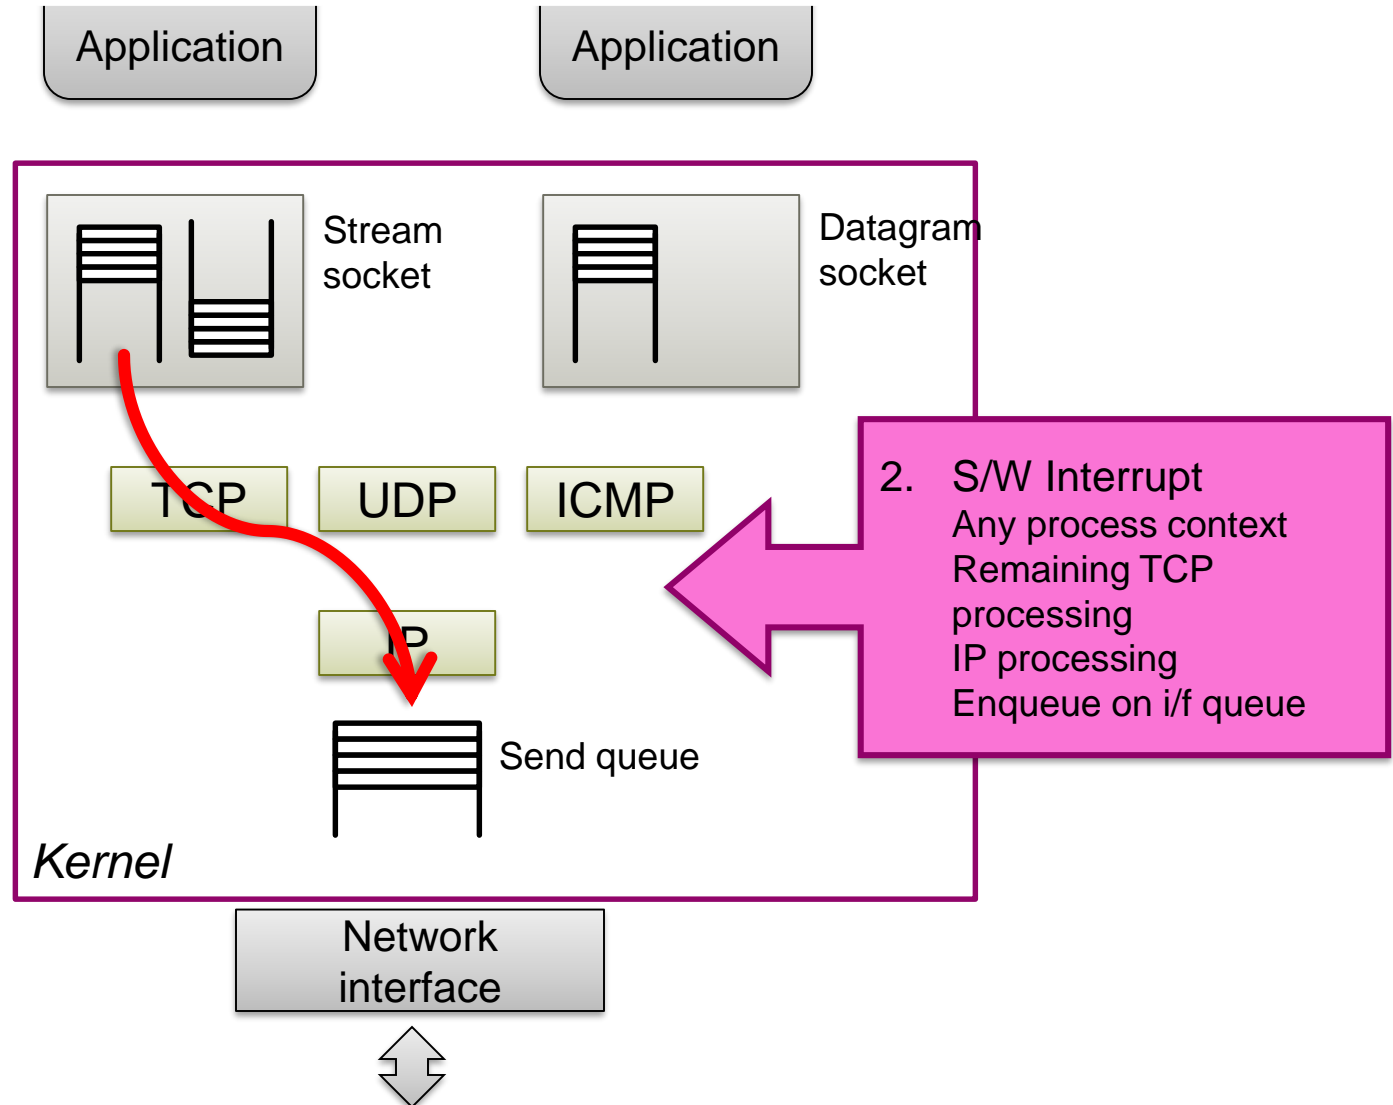 Application
Application
Stream
socket
Datagram
socket
TCP
UDP
ICMP
2. S/W Interrupt
Any process context
Remaining TCP
processing
IP processing
Enqueue on i/f queue
IP
Send queue
Kernel
Network
interface